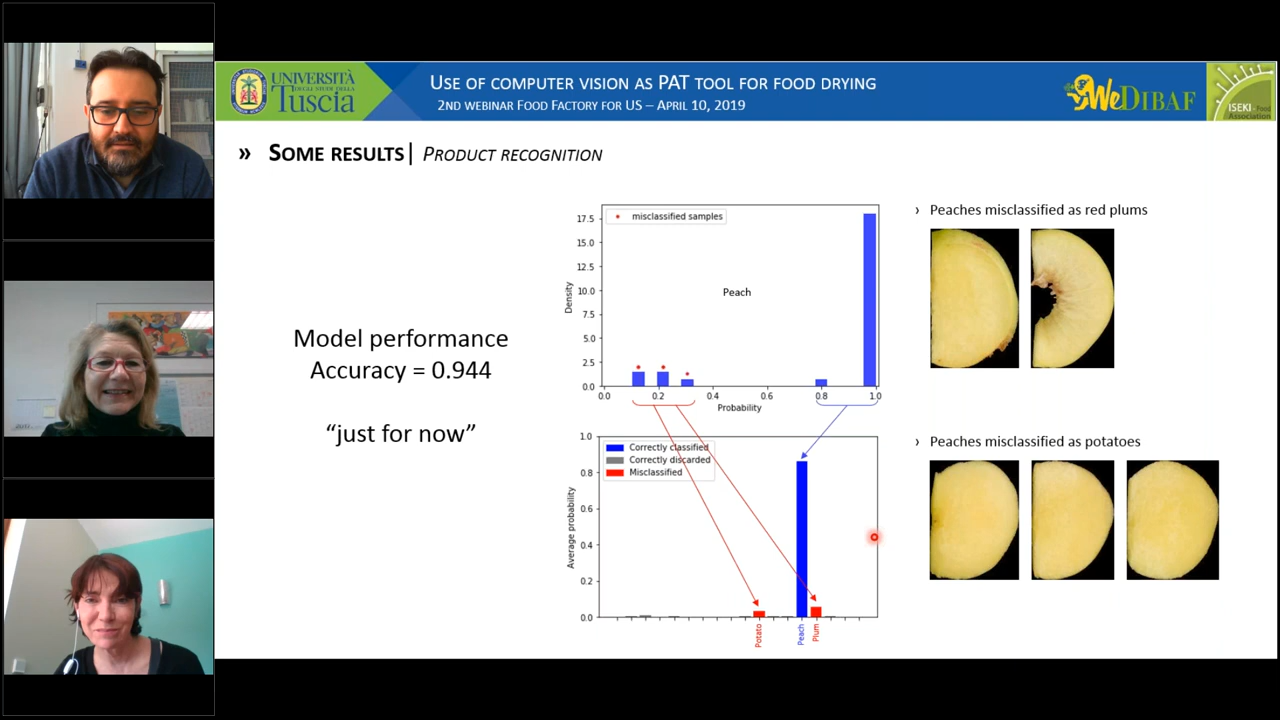 UNIVERSITÀ
DEGLI STUDI DELLA
TUSCIA
USE OF COMPUTER VISION AS PAT TOOL FOR FOOD DRYING
2ND WEBINAR FOOD FACTORY FOR US – APRIL 10, 2019
WeDIBAF
ISEKI - Food
Association
» SOME RESULTS| PRODUCT RECOGNITION
Model performance
Accuracy = 0.944
“just for now”
misclassified samples
Peach
Density
17.5
15.0
12.5
10.0
7.5
5.0
2.5
0.0
0.0 0.2 0.4 0.6 0.8 1.0
Probability
Correctly classified
Correctly discarded
Misclassified
Average probability
1.0
0.8
0.6
0.4
0.2
0.0
Potato
Peach
Plum
› Peaches misclassified as red plums
› Peaches misclassified as potatoes